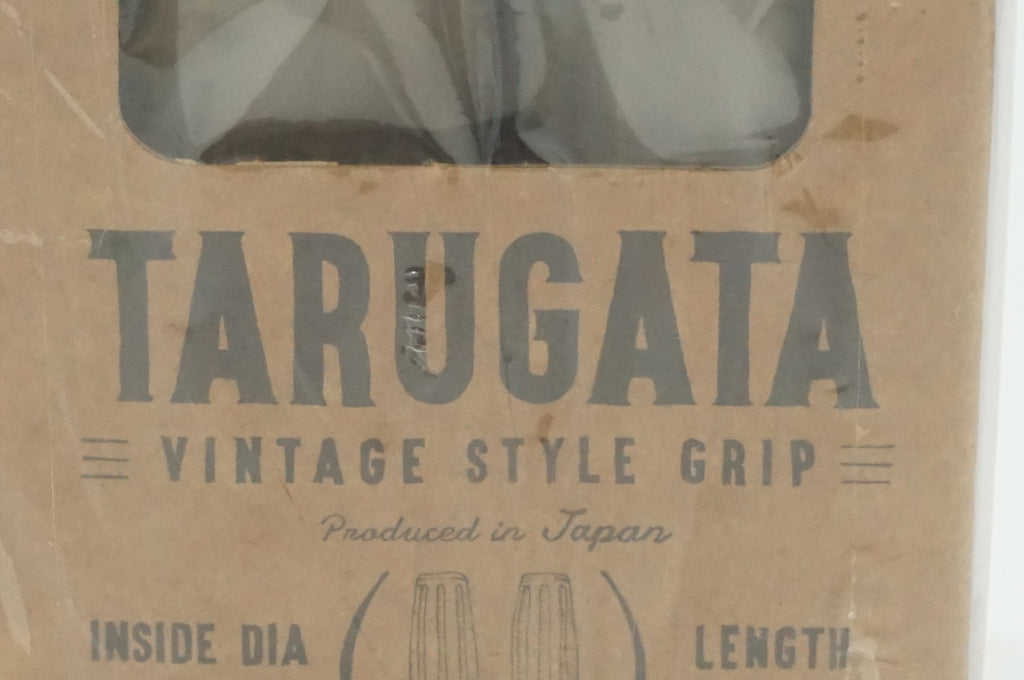 TARUGATA
VINTAGE STYLE GRIP
Produced in Japan
INSIDE DIA
LENGTH